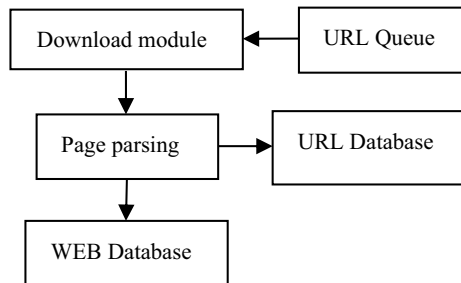 Download module
URL Queue
Page parsing
URL Database
WEB Database